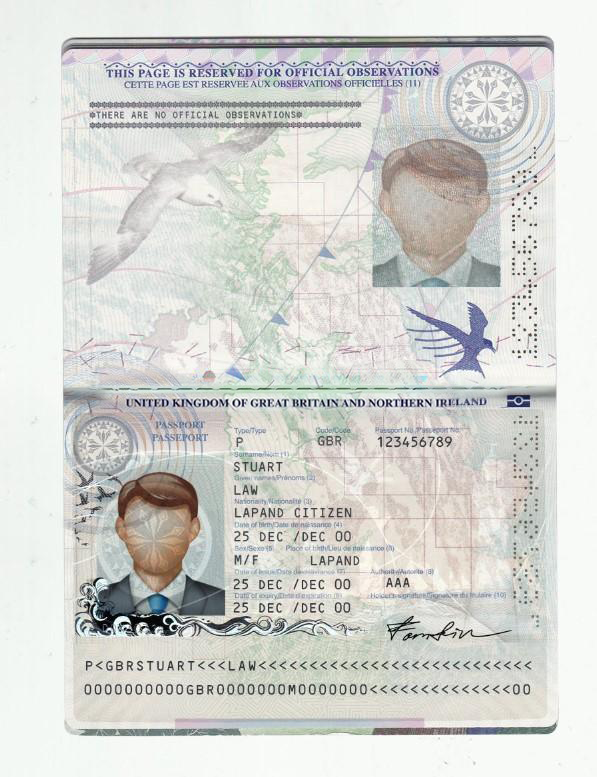 THIS PAGE IS RESERVED FOR OFFICIAL OBSERVATIONS
CETTE PAGE EST RESERVEE AUX OBSERVATIONS OFFICIELLES (11)
*THERE ARE NO OFFICIAL OBSERVATIONS*
UNITED KINGDOM OF GREAT BRITAIN AND NORTHERN IRELAND
PASSPORT
PASSEPORT
Type/Type Code/Code Passport No./Passeport No.
P GBR 123456789
Surname/Nom (1)
STUART
Given names/Prénoms (2)
LAW
Nationality/Nationalité (3)
LAPAND CITIZEN
Date of birth/Date de naissance (4)
25 DEC /DEC 00
Sex/Sexe (5) Place of birth/Lieu de naissance (6)
M/F LAPAND
Date of issue/Date de délivrance (7) Authority/Autorité (8)
25 DEC /DEC 00 AAA
Date of expiry/Date d'expiration (9) Holder's signature/Signature du titulaire (10)
25 DEC /DEC 00
P<GBRSTUART<<<LAW<<<<<<<<<<<<<<<<<<<<<<<<<<<
0000000000GBR0000000M0000000<<<<<<<<<<<<<<00